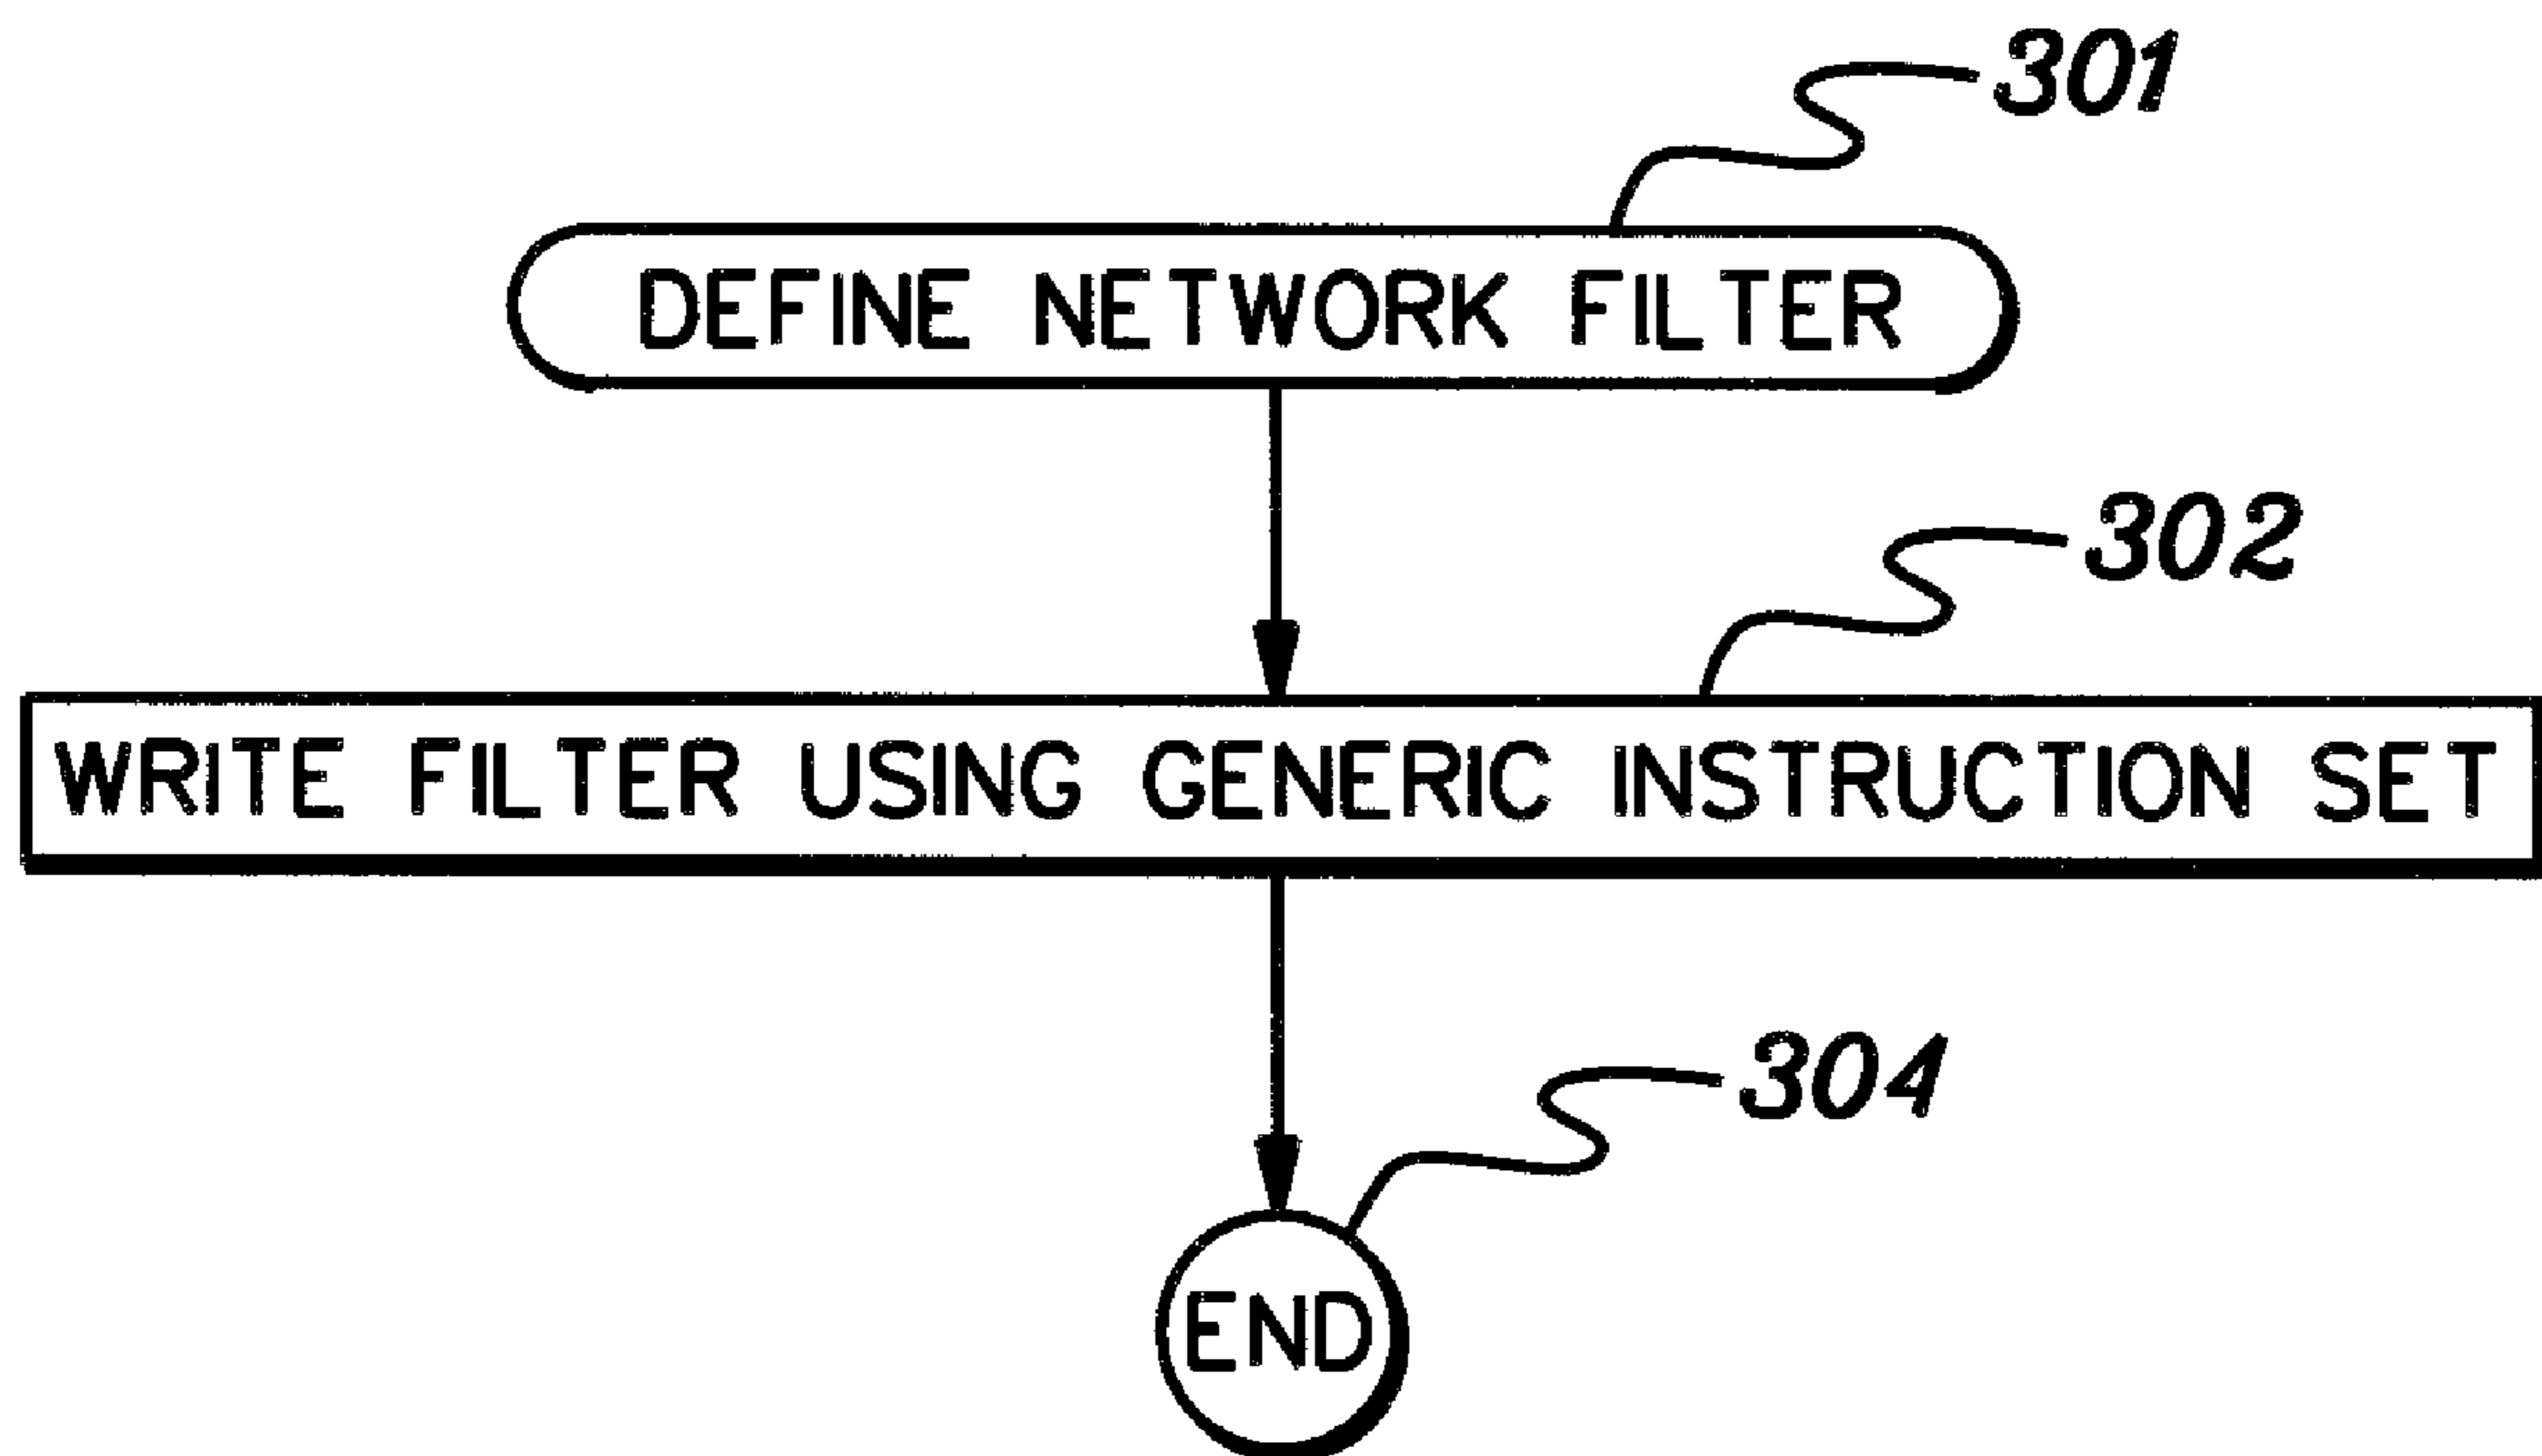 301
DEFINE NETWORK FILTER
302
WRITE FILTER USING GENERIC INSTRUCTION SET
304
END